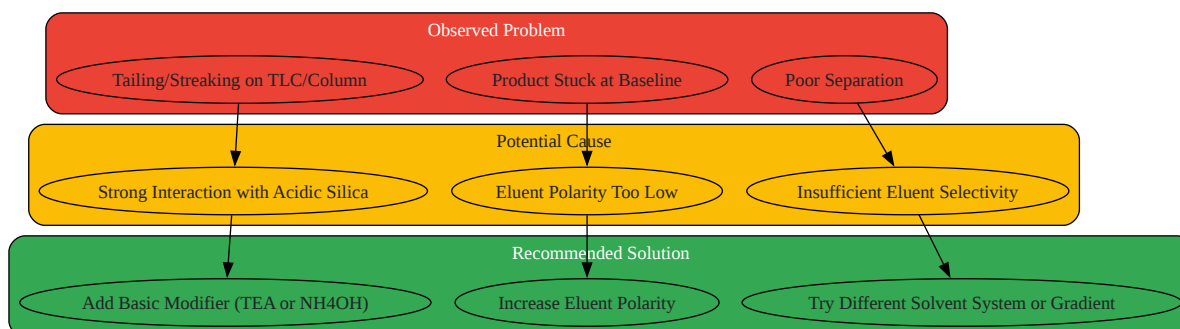 Observed Problem
Tailing/Streaking on TLC/Column
Product Stuck at Baseline
Poor Separation
Potential Cause
Strong Interaction with Acidic Silica
Eluent Polarity Too Low
Insufficient Eluent Selectivity
Recommended Solution
Add Basic Modifier (TEA or NH4OH)
Increase Eluent Polarity
Try Different Solvent System or Gradient